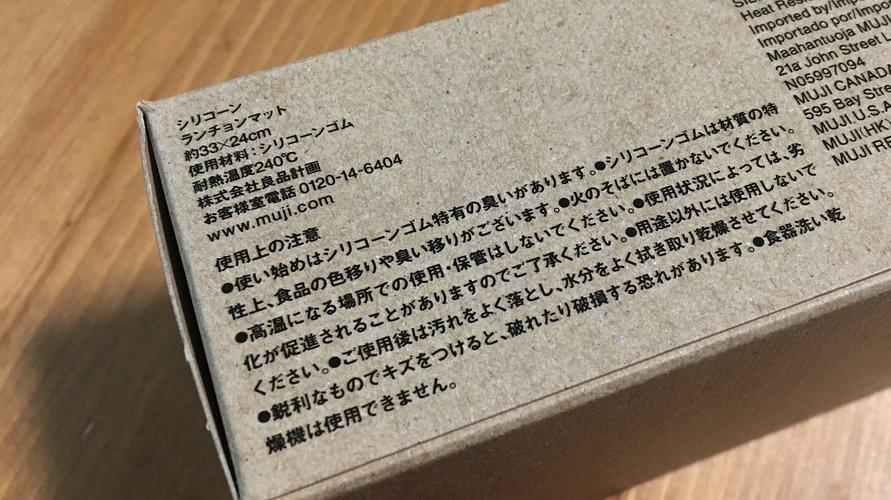 シリコーン
ランチョンマット
約33×24cm
使用材料:シリコーンゴム
耐熱温度240℃
株式会社良品計画
お客様室電話 0120-14-6404
www.muji.com
使用上の注意
●使い始めはシリコーンゴム特有の臭いがあります。●シリコーンゴムは材質の特
性上、食品の色移りや臭い移りがございます。●火のそばには置かないでください。
●高温になる場所での使用・保管はしないでください。●使用状況によっては、劣
化が促進されることがありますのでご了承ください。●用途以外には使用しないで
ください。●ご使用後は汚れをよく落とし、水分をよく拭き取り乾燥させてください。
●鋭利なものでキズをつけると、破れたり破損する恐れがあります。●食器洗い乾
燥機は使用できません。
Heat Resis
Imported by/Impo
Importado por/Impor
Maahantuoja MUJI
21a John Street L
N05997094
MUJI CANADA
595 Bay Stre
MUJI U.S.A
MUJI(HK
MUJI RE